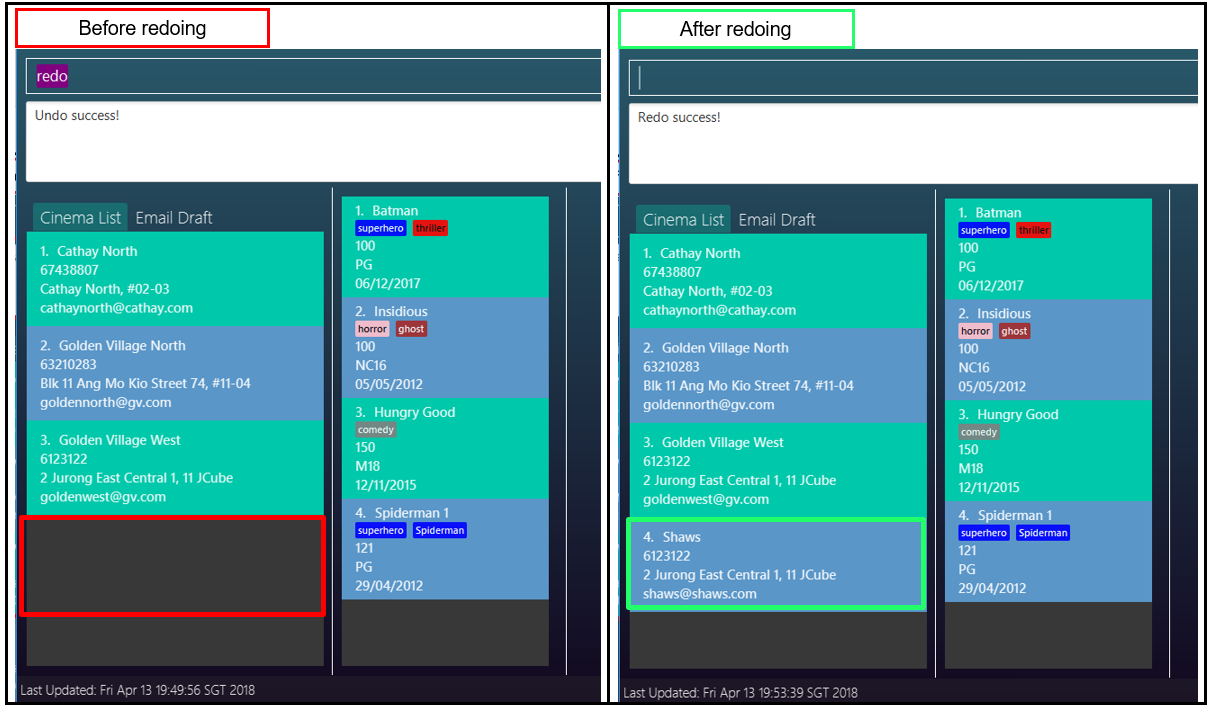 Before redoing
redo
Undo success!
Cinema List Email Draft
1. Cathay North
67438807
Cathay North, #02-03
cathaynorth@cathay.com
2. Golden Village North
63210283
Blk 11 Ang Mo Kio Street 74, #11-04
goldennorth@gv.com
3. Golden Village West
6123122
2 Jurong East Central 1, 11 JCube
goldenwest@gv.com
1. Batman
superhero thriller
100
PG
06/12/2017
2. Insidious
horror ghost
100
NC16
05/05/2012
3. Hungry Good
comedy
150
M18
12/11/2015
4. Spiderman 1
superhero Spiderman
121
PG
29/04/2012
Last Updated: Fri Apr 13 19:49:56 SGT 2018
After redoing
Redo success!
Cinema List Email Draft
1. Cathay North
67438807
Cathay North, #02-03
cathaynorth@cathay.com
2. Golden Village North
63210283
Blk 11 Ang Mo Kio Street 74, #11-04
goldennorth@gv.com
3. Golden Village West
6123122
2 Jurong East Central 1, 11 JCube
goldenwest@gv.com
4. Shaws
6123122
2 Jurong East Central 1, 11 JCube
shaws@shaws.com
1. Batman
superhero thriller
100
PG
06/12/2017
2. Insidious
horror ghost
100
NC16
05/05/2012
3. Hungry Good
comedy
150
M18
12/11/2015
4. Spiderman 1
superhero Spiderman
121
PG
29/04/2012
Last Updated: Fri Apr 13 19:53:39 SGT 2018